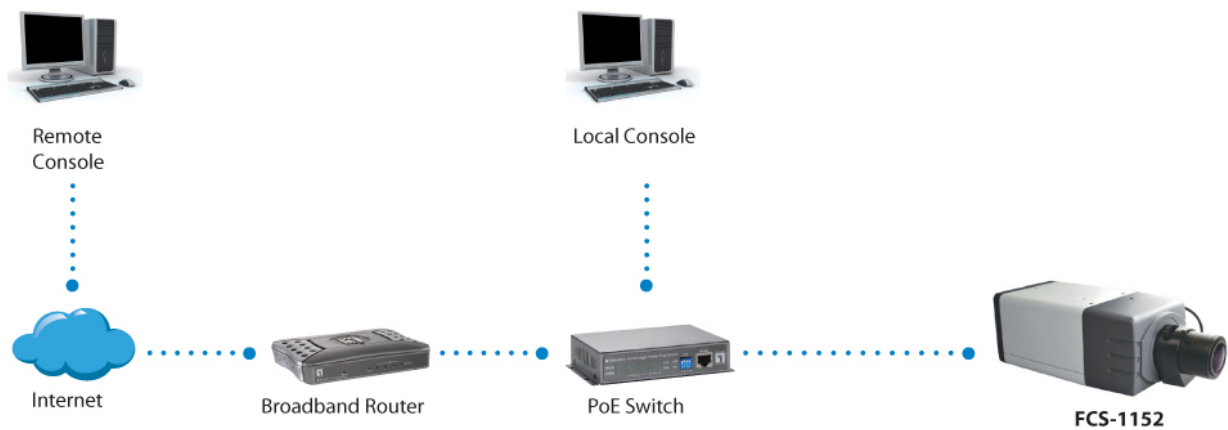 Remote
Console
Local Console
Internet
Broadband Router
PoE Switch
FCS-1152